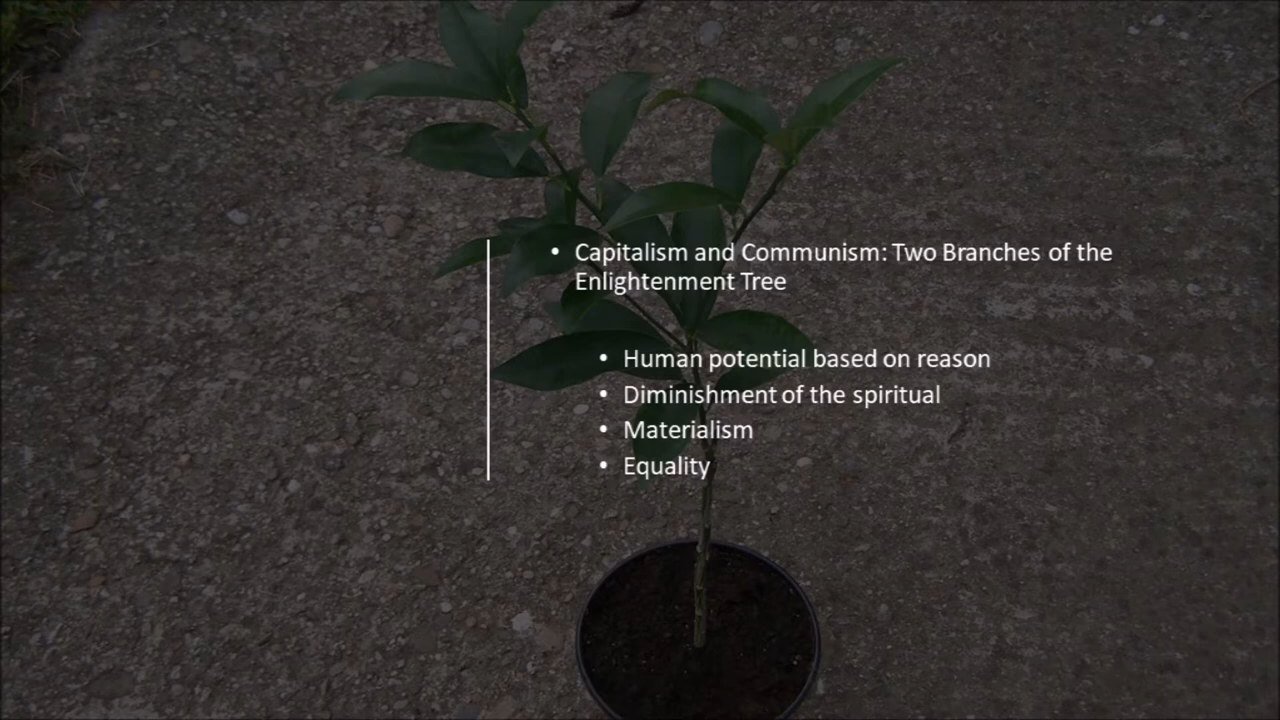 • Capitalism and Communism: Two Branches of the
Enlightenment Tree
• Human potential based on reason
• Diminishment of the spiritual
• Materialism
• Equality